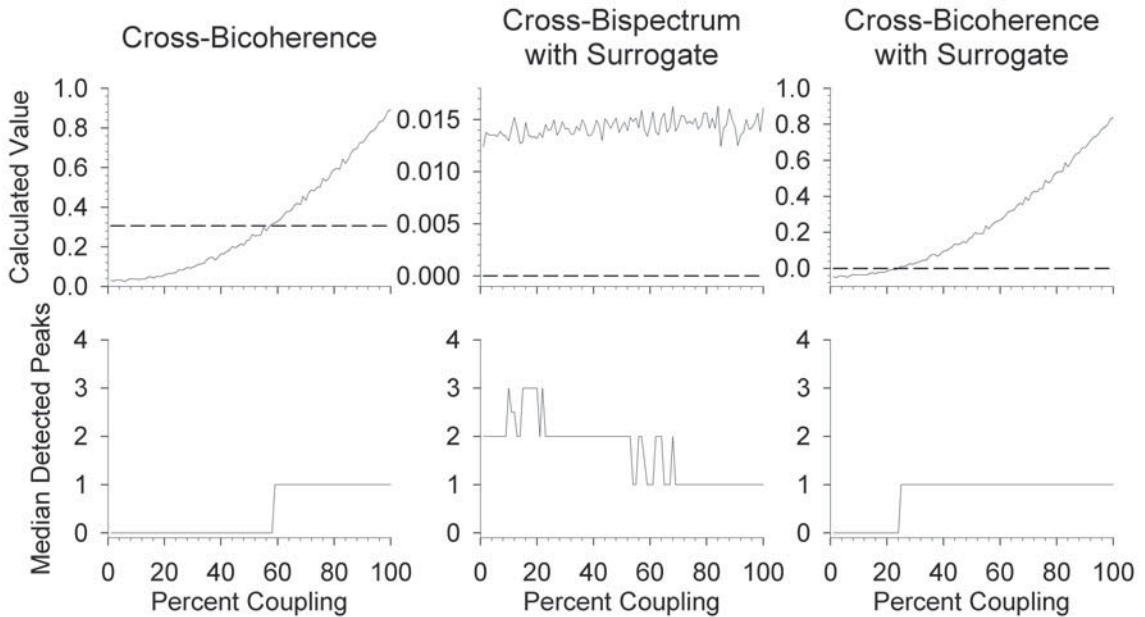 Cross-Bicoherence
Cross-Bispectrum
with Surrogate
Cross-Bicoherence
with Surrogate
Calculated Value
1.0
0.8
0.6
0.4
0.2
0.0
0.015
0.010
0.005
0.000
1.0
0.8
0.6
0.4
0.2
0.0
Median Detected Peaks
4
3
2
1
0
4
3
2
1
0
4
3
2
1
0
0 20 40 60 80 100
0 20 40 60 80 100
0 20 40 60 80 100
Percent Coupling
Percent Coupling
Percent Coupling